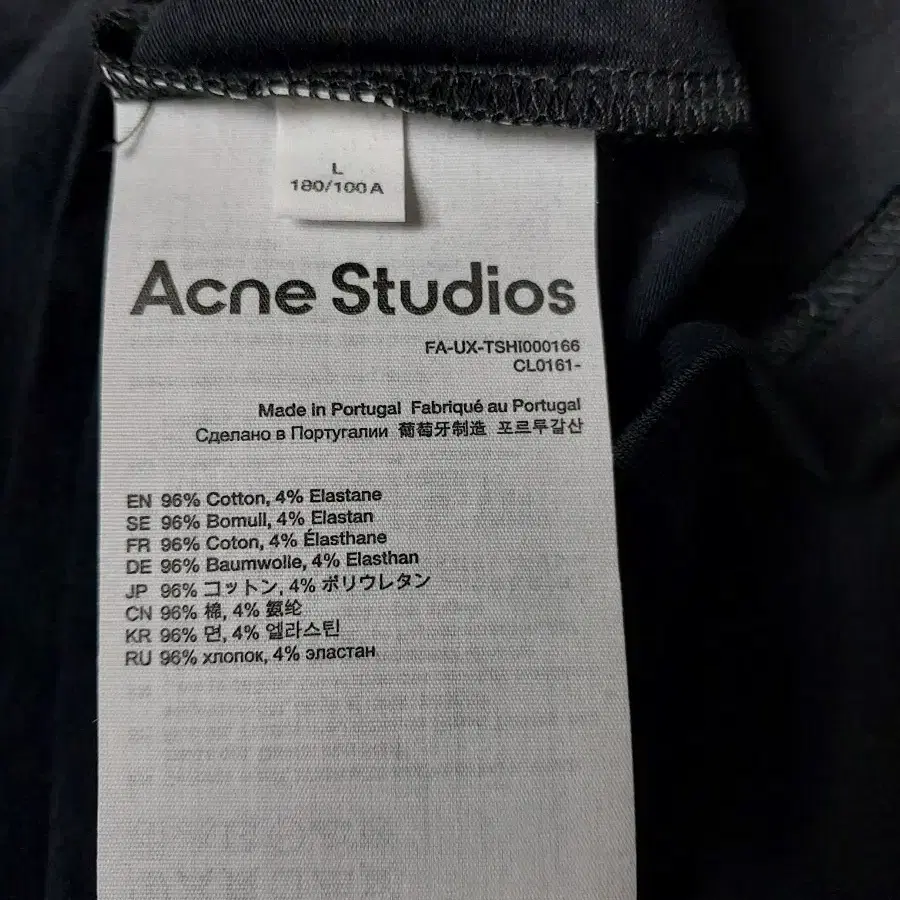 L
180/100A
Acne Studios
FA-UX-TSHI000166
CL0161-
Made in Portugal Fabriqué au Portugal
Сделано в Португалии 葡萄牙制造 포르투갈산
EN 96% Cotton, 4% Elastane
SE 96% Bomull, 4% Elastan
FR 96% Coton, 4% Élasthane
DE 96% Baumwolle, 4% Elasthan
JP 96% コットン, 4% ポリウレタン
CN 96% 棉, 4% 氨纶
KR 96% 면, 4% 엘라스틴
RU 96% хлопок, 4% эластан